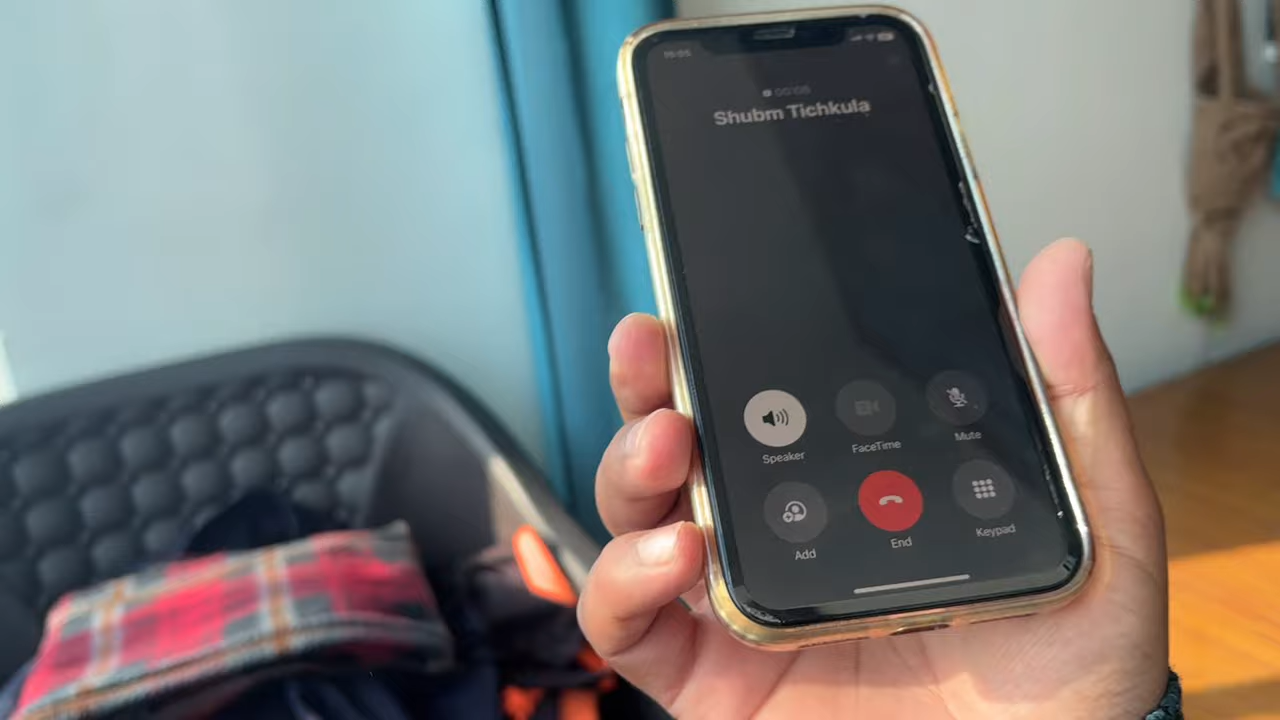 Shubm Tichkula
Speaker
FaceTime
Mute
Add
End
Keypad